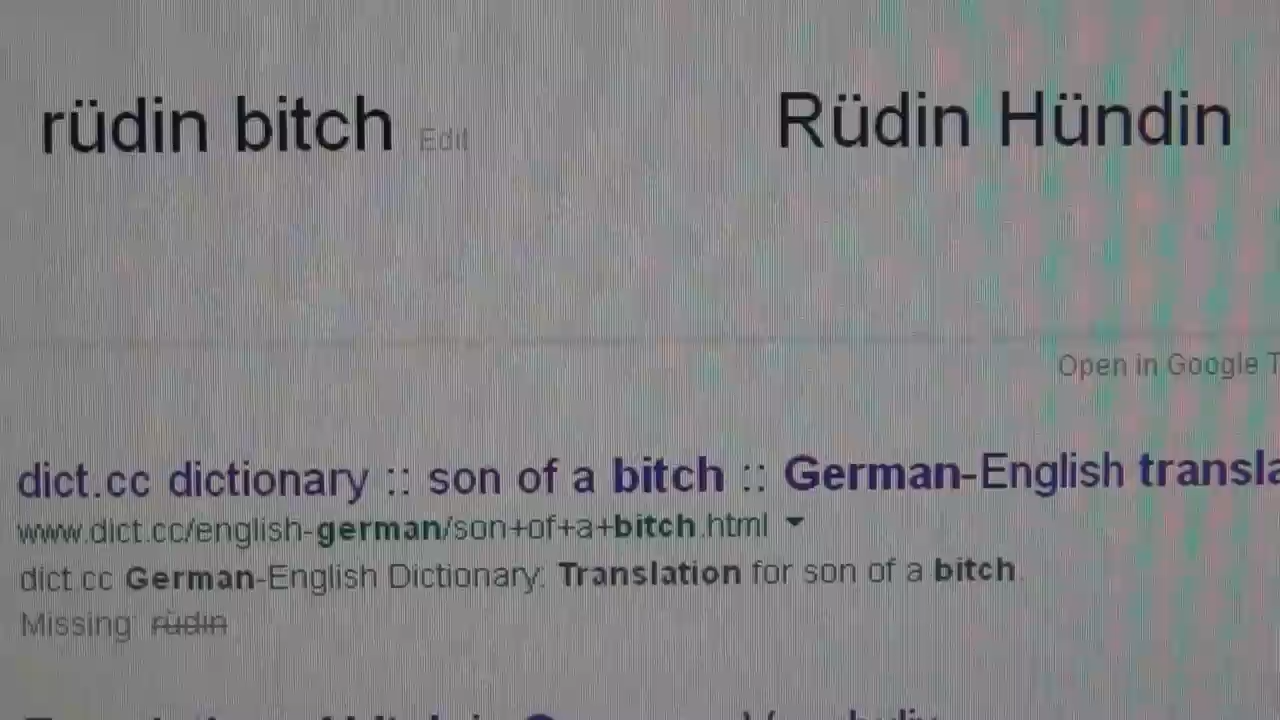 rüdin bitch Edit Rüdin Hündin
Open in Google T
dict.cc dictionary :: son of a bitch :: German-English transla
www.dict.cc/english-german/son+of+a+bitch.html
dict.cc German-English Dictionary: Translation for son of a bitch.
Missing: rüdin